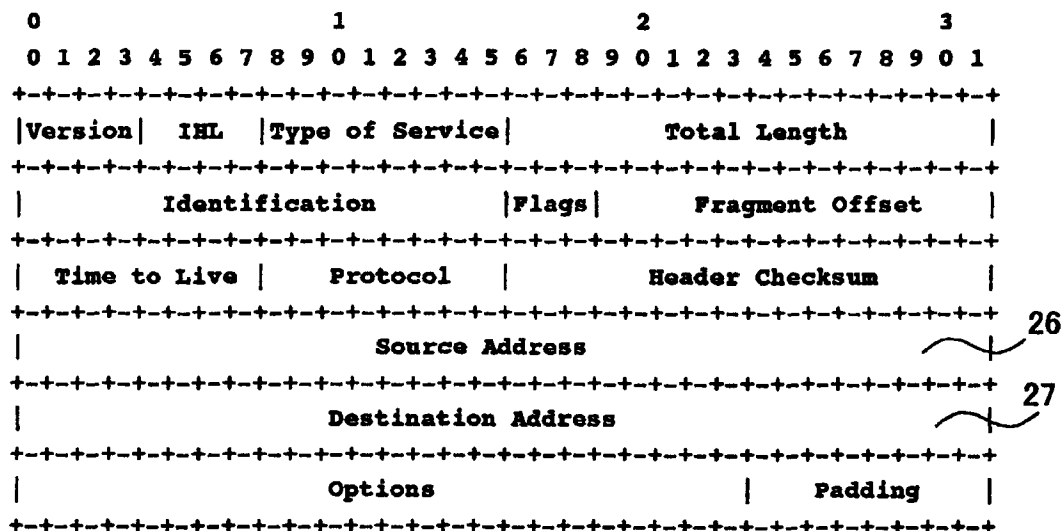 0                   1                   2                   3
0 1 2 3 4 5 6 7 8 9 0 1 2 3 4 5 6 7 8 9 0 1 2 3 4 5 6 7 8 9 0 1
+-+-+-+-+-+-+-+-+-+-+-+-+-+-+-+-+-+-+-+-+-+-+-+-+-+-+-+-+-+-+-+-+
|Version| IHL |Type of Service| Total Length |
+-+-+-+-+-+-+-+-+-+-+-+-+-+-+-+-+-+-+-+-+-+-+-+-+-+-+-+-+-+-+-+-+
| Identification |Flags| Fragment Offset |
+-+-+-+-+-+-+-+-+-+-+-+-+-+-+-+-+-+-+-+-+-+-+-+-+-+-+-+-+-+-+-+-+
| Time to Live | Protocol | Header Checksum |
+-+-+-+-+-+-+-+-+-+-+-+-+-+-+-+-+-+-+-+-+-+-+-+-+-+-+-+-+-+-+-+-+
| Source Address | 26
+-+-+-+-+-+-+-+-+-+-+-+-+-+-+-+-+-+-+-+-+-+-+-+-+-+-+-+-+-+-+-+-+
| Destination Address | 27
+-+-+-+-+-+-+-+-+-+-+-+-+-+-+-+-+-+-+-+-+-+-+-+-+-+-+-+-+-+-+-+-+
| Options | Padding |
+-+-+-+-+-+-+-+-+-+-+-+-+-+-+-+-+-+-+-+-+-+-+-+-+-+-+-+-+-+-+-+-+